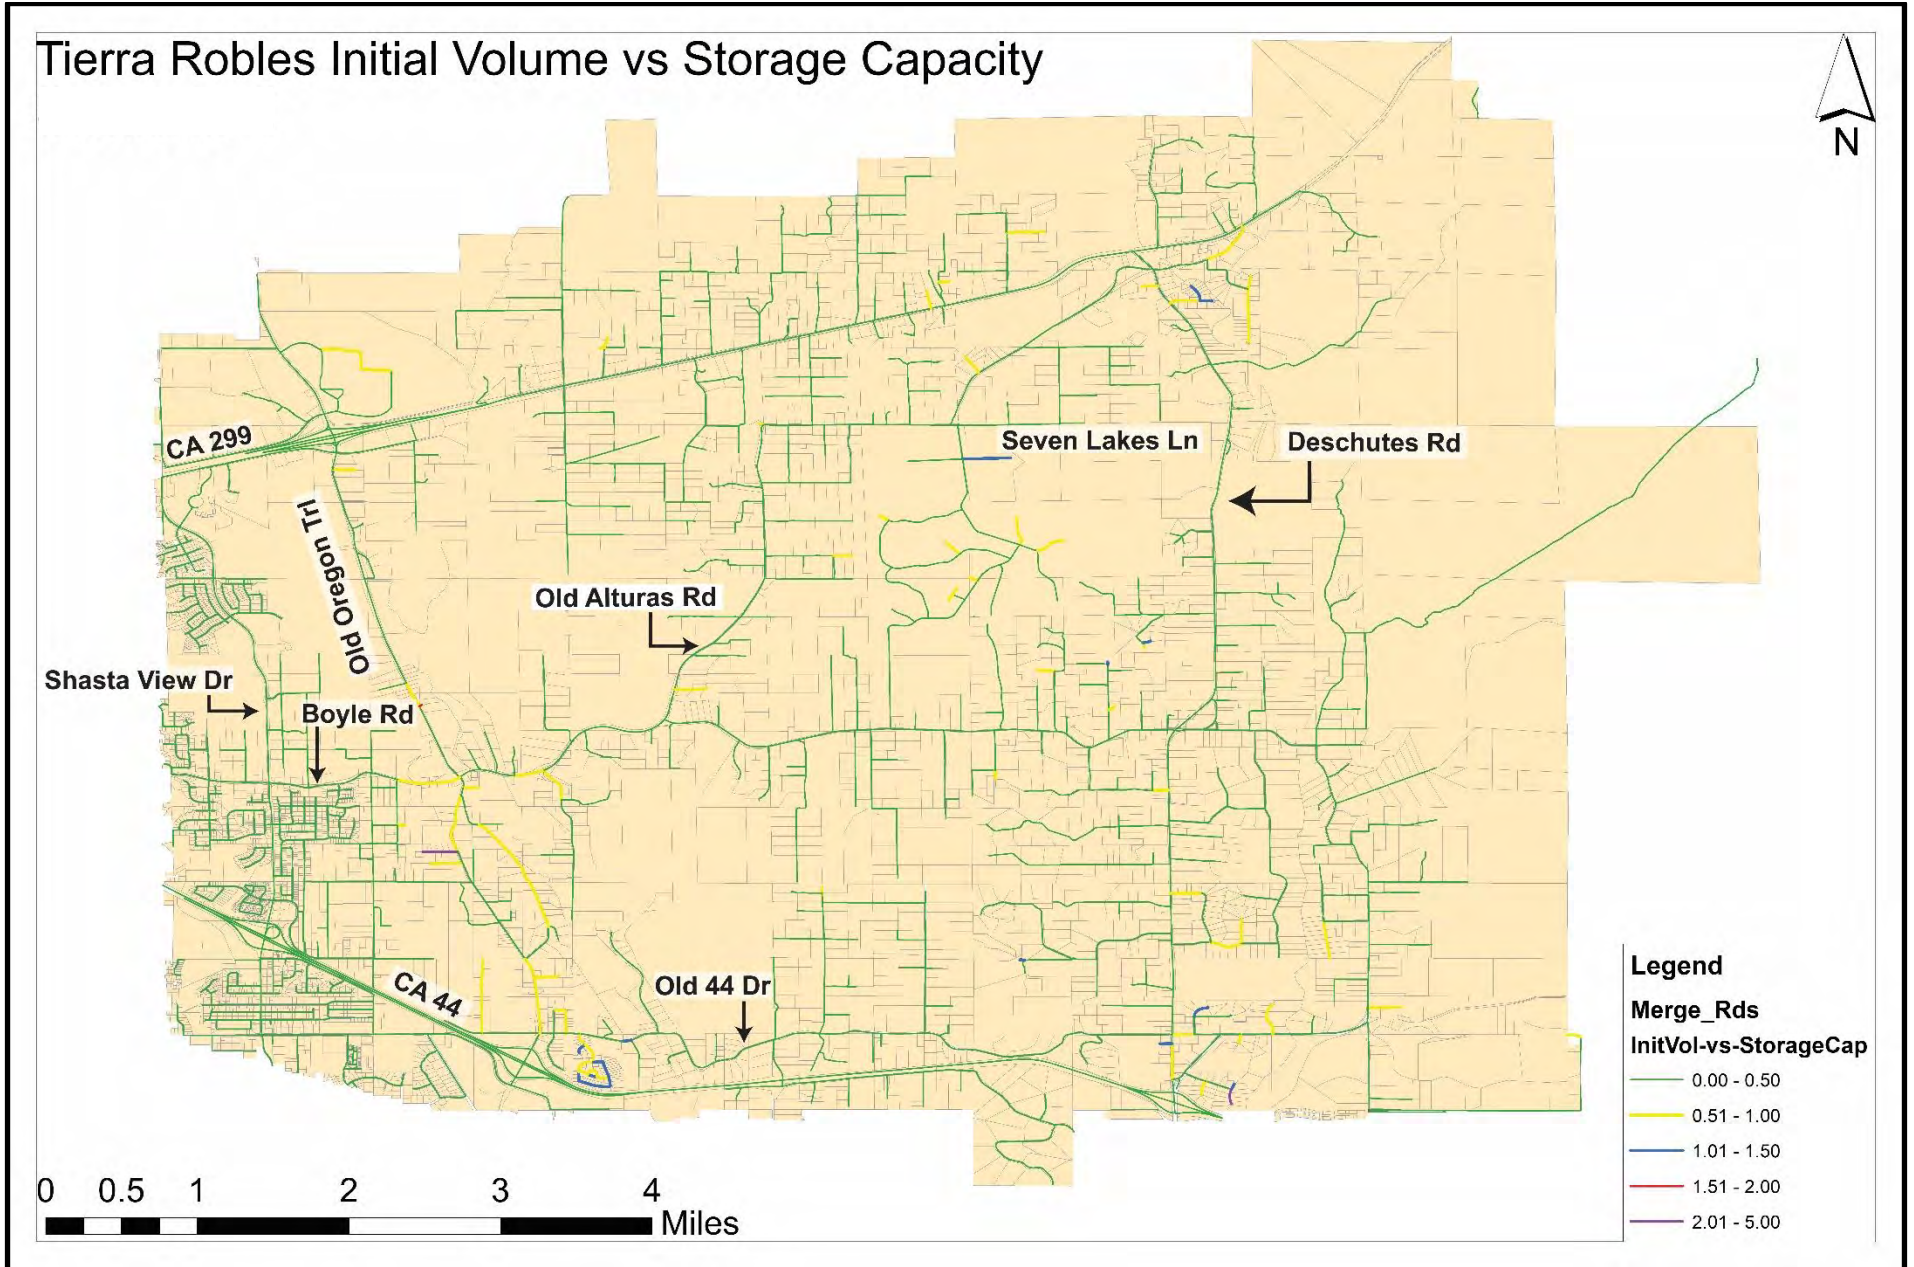 Tierra Robles Initial Volume vs Storage Capacity
N
CA 299
Seven Lakes Ln
Deschutes Rd
Old Oregon Trl
Old Alturas Rd
Shasta View Dr
Boyle Rd
CA 44
Old 44 Dr
Legend
Merge_Rds
InitVol-vs-StorageCap
0.00 - 0.50
0.51 - 1.00
1.01 - 1.50
1.51 - 2.00
2.01 - 5.00
0 0.5 1 2 3 4
Miles